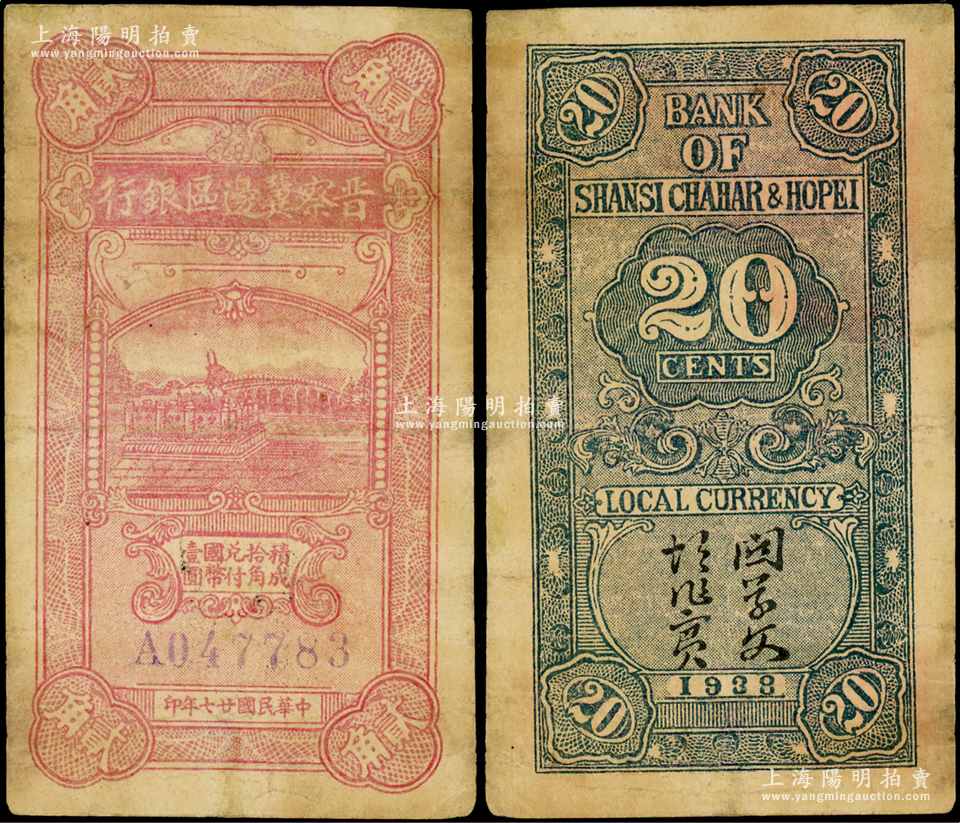 上海陽明拍賣
www.yangmingauction.com
貳角
貳角
晋察冀邊區銀行
積成
拾角
兌付
國幣
壹圓
A047783
貳角
貳角
中華民國廿七年印
20
20
BANK
OF
SHANSI CHAHAR & HOPEI
20
CENTS
LOCAL CURRENCY
1938
20
20
上海陽明拍賣
www.yangmingauction.com
上海陽明拍賣
www.yangmingauction.com